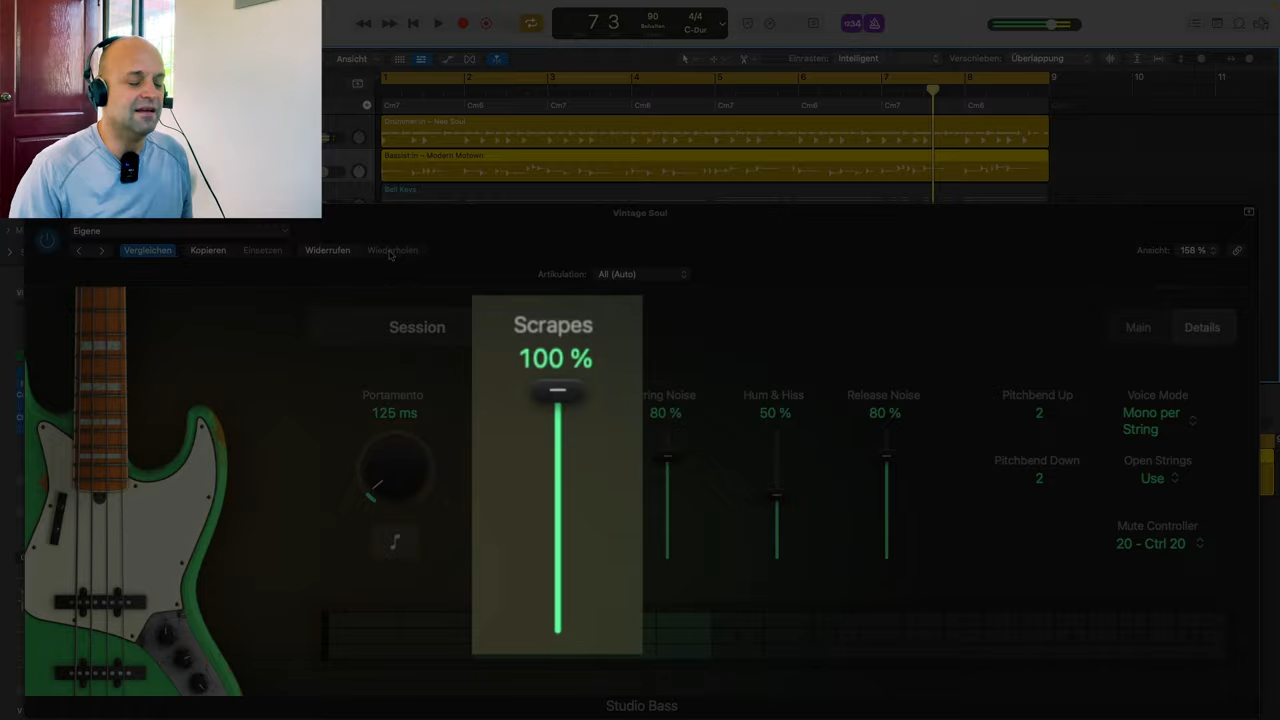 7 3
90
4/4
C-Dur
1234
Ansicht
Einrasten: Intelligent
Verschieben: Überlappung
1 2 3 4 5 6 7 8 9 10 11
Cm7 Cm6 Cm7 Cm6 Cm7 Cm6 Cm7 Cm6
Drummer:in – Neo Soul
Bassist:in – Modern Motown
Bell Keys
Vintage Soul
Eigene
Vergleichen Kopieren Einsetzen Widerrufen Wiederholen
Ansicht: 158 %
Artikulation: All (Auto)
Session
Main Details
Scrapes
100 %
Portamento
125 ms
Hum & Hiss
50 %
80 %
Release Noise
80 %
Pitchbend Up
2
Pitchbend Down
2
Voice Mode
Mono per
String
Open Strings
Use
Mute Controller
20 - Ctrl 20
Studio Bass